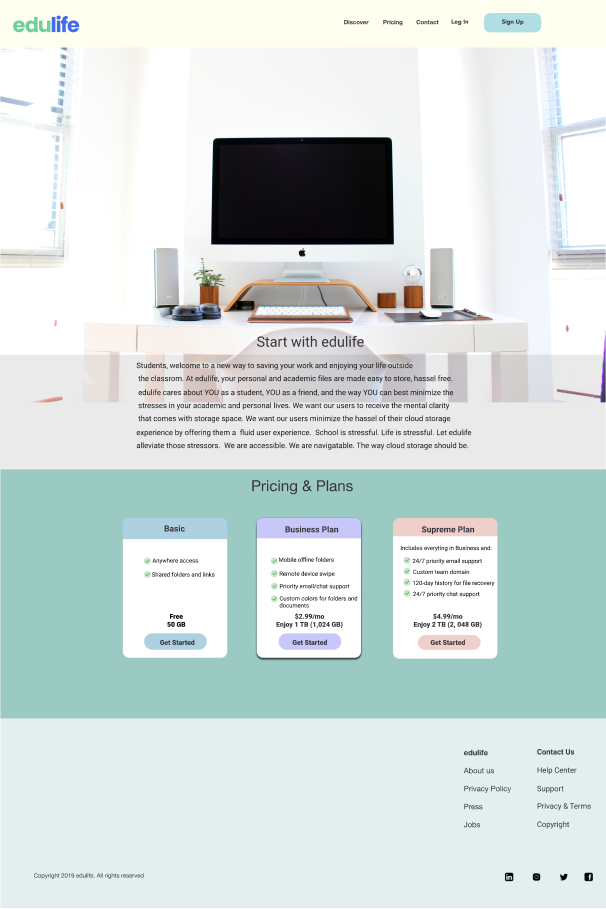 edulife
Discover Pricing Contact Log In Sign Up
Start with edulife
Students, welcome to a new way to saving your work and enjoying your life outside
the classrom. At edulife, your personal and academic files are made easy to store, hassel free.
edulife cares about YOU as a student, YOU as a friend, and the way YOU can best minimize the
stresses in your academic and personal lives. We want our users to receive the mental clarity
that comes with storage space. We want our users minimize the hassel of their cloud storage
experience by offering them a fluid user experience. School is stressful. Life is stressful. Let edulife
alleviate those stressors. We are accessible. We are navigatable. The way cloud storage should be.
Pricing & Plans
Basic
Anywhere access
Shared folders and links
Free
50 GB
Get Started
Business Plan
Mobile offline folders
Remote device swipe
Priority email/chat support
Custom colors for folders and
documents
$2.99/mo
Enjoy 1 TB (1,024 GB)
Get Started
Supreme Plan
Includes everyting in Business and:
24/7 priority email support
Custom team domain
120-day history for file recovery
24/7 priority chat support
$4.99/mo
Enjoy 2 TB (2, 048 GB)
Get Started
edulife
About us
Privacy Policy
Press
Jobs
Contact Us
Help Center
Support
Privacy & Terms
Copyright
Copyright 2019 edulife. All rights reserved